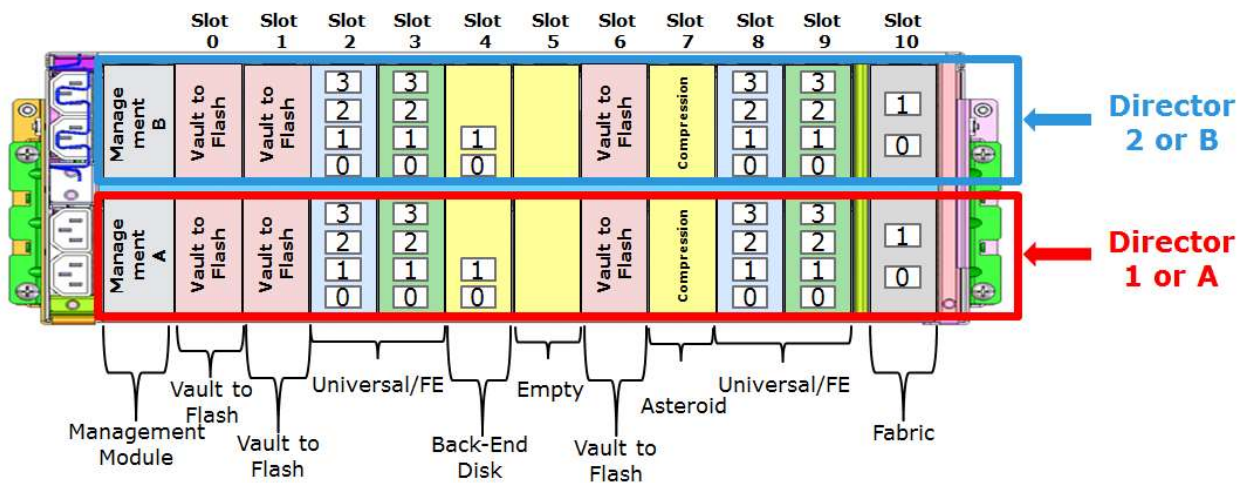 Slot 0 Slot 1 Slot 2 Slot 3 Slot 4 Slot 5 Slot 6 Slot 7 Slot 8 Slot 9 Slot 10
Manage
ment
B
Vault to
Flash
Vault to
Flash
3
2
1
0
3
2
1
0
1
0
Vault to
Flash
Compression
3
2
1
0
3
2
1
0
1
0
Director
2 or B
Manage
ment
A
Vault to
Flash
Vault to
Flash
3
2
1
0
3
2
1
0
1
0
Vault to
Flash
Compression
3
2
1
0
3
2
1
0
1
0
Director
1 or A
Management
Module
Vault to
Flash
Vault to
Flash
Universal/FE
Back-End
Disk
Empty
Vault to
Flash
Asteroid
Universal/FE
Fabric